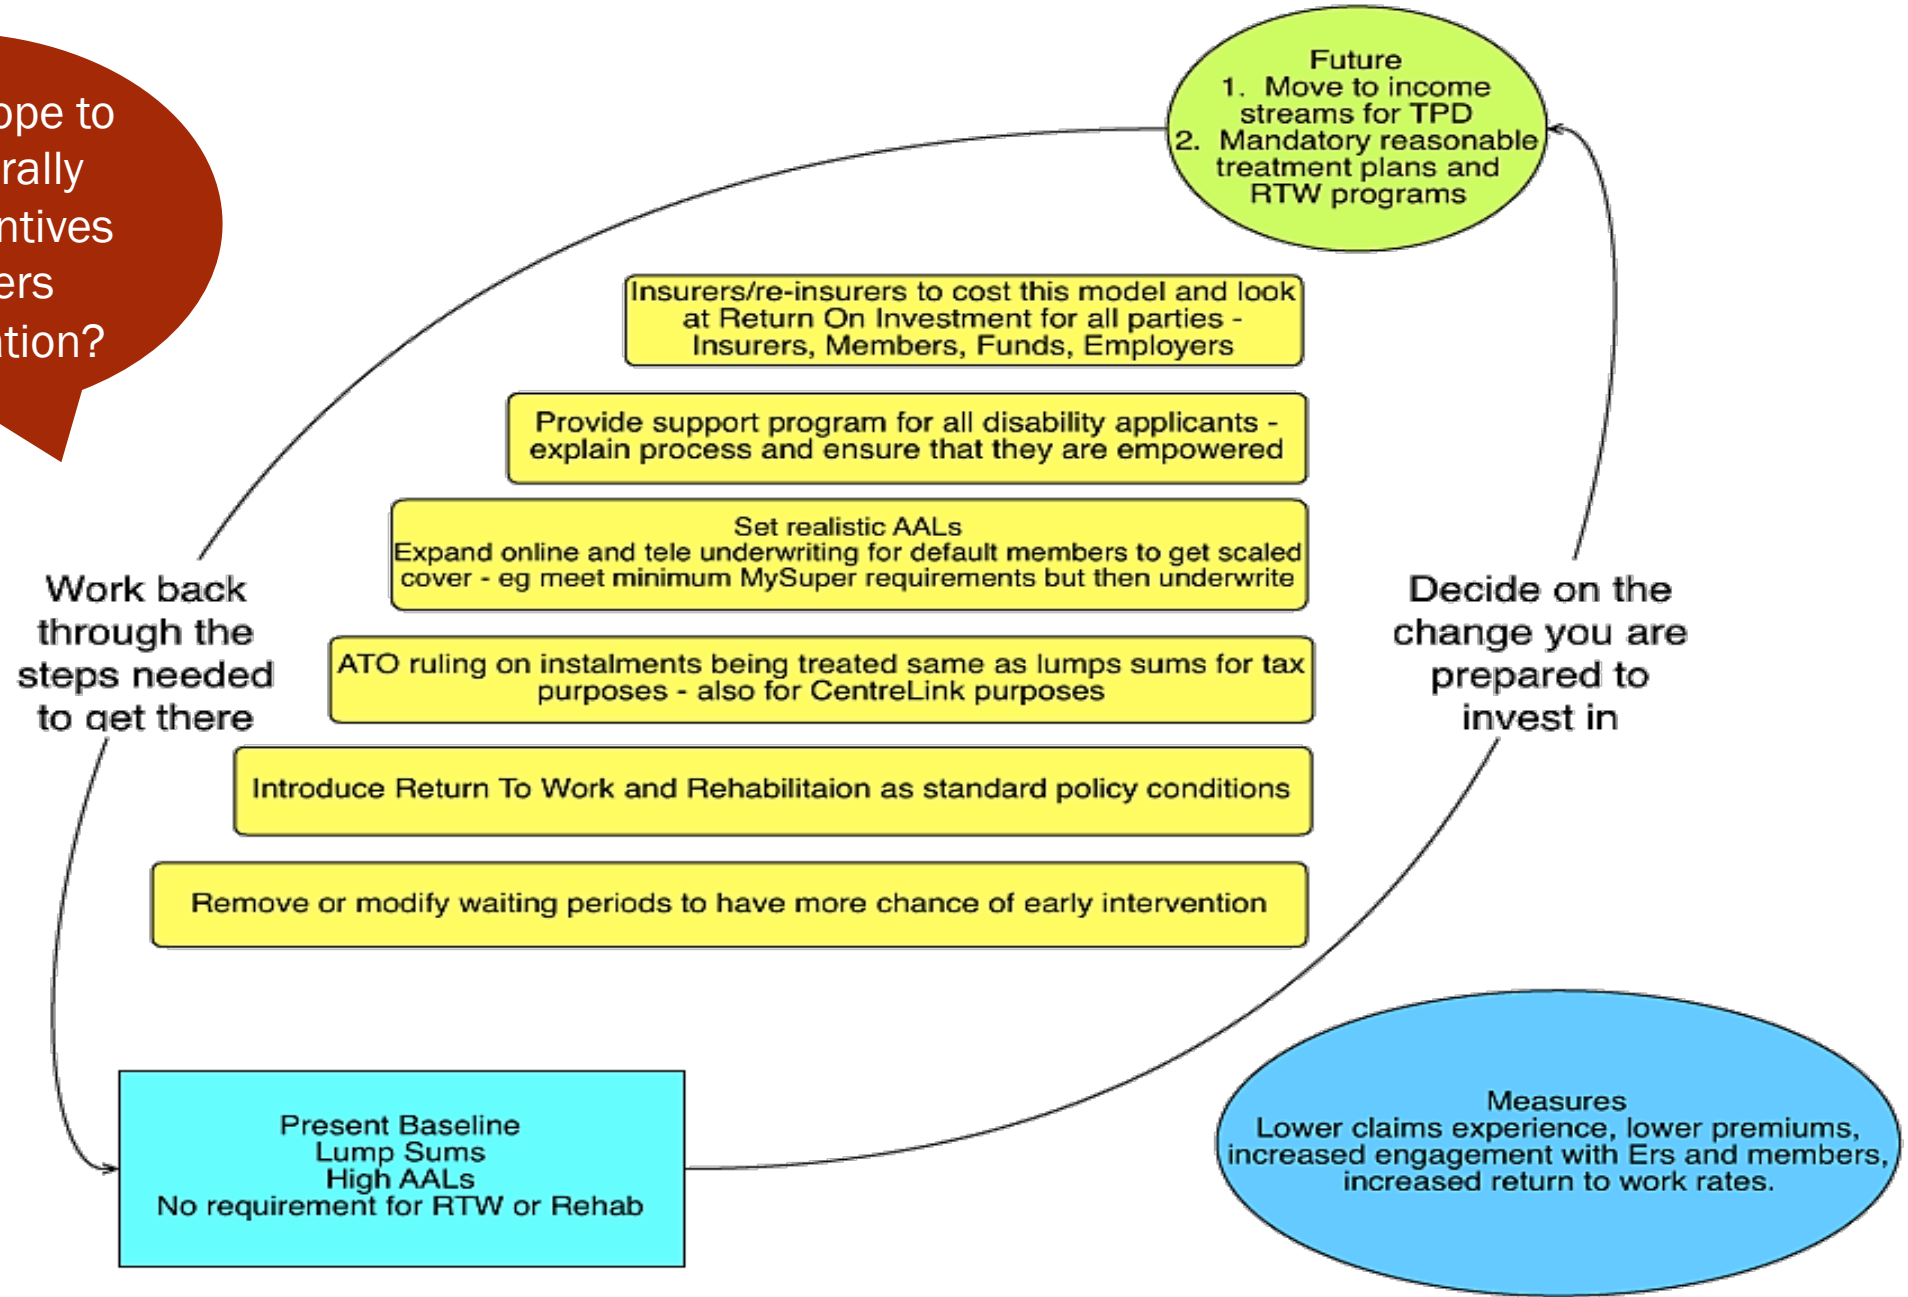 ope to
rally
ntives
ers
ation?
Future
1. Move to income
streams for TPD
2. Mandatory reasonable
treatment plans and
RTW programs
Insurers/re-insurers to cost this model and look
at Return On Investment for all parties -
Insurers, Members, Funds, Employers
Provide support program for all disability applicants -
explain process and ensure that they are empowered
Set realistic AALs
Expand online and tele underwriting for default members to get scaled
cover - eg meet minimum MySuper requirements but then underwrite
ATO ruling on instalments being treated same as lumps sums for tax
purposes - also for CentreLink purposes
Introduce Return To Work and Rehabilitaion as standard policy conditions
Remove or modify waiting periods to have more chance of early intervention
Work back
through the
steps needed
to get there
Decide on the
change you are
prepared to
invest in
Present Baseline
Lump Sums
High AALs
No requirement for RTW or Rehab
Measures
Lower claims experience, lower premiums,
increased engagement with Ers and members,
increased return to work rates.